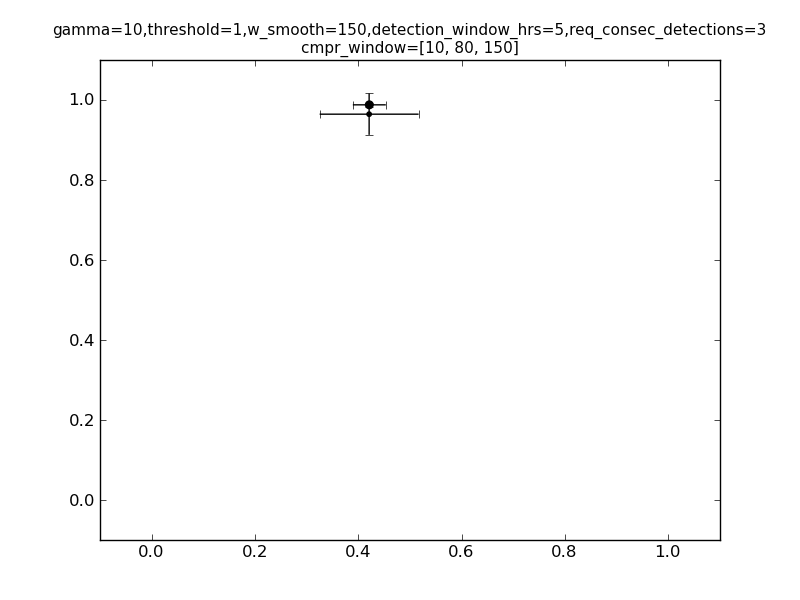 gamma=10,threshold=1,w_smooth=150,detection_window_hrs=5,req_consec_detections=3
cmpr_window=[10, 80, 150]
1.0
0.8
0.6
0.4
0.2
0.0
0.0 0.2 0.4 0.6 0.8 1.0